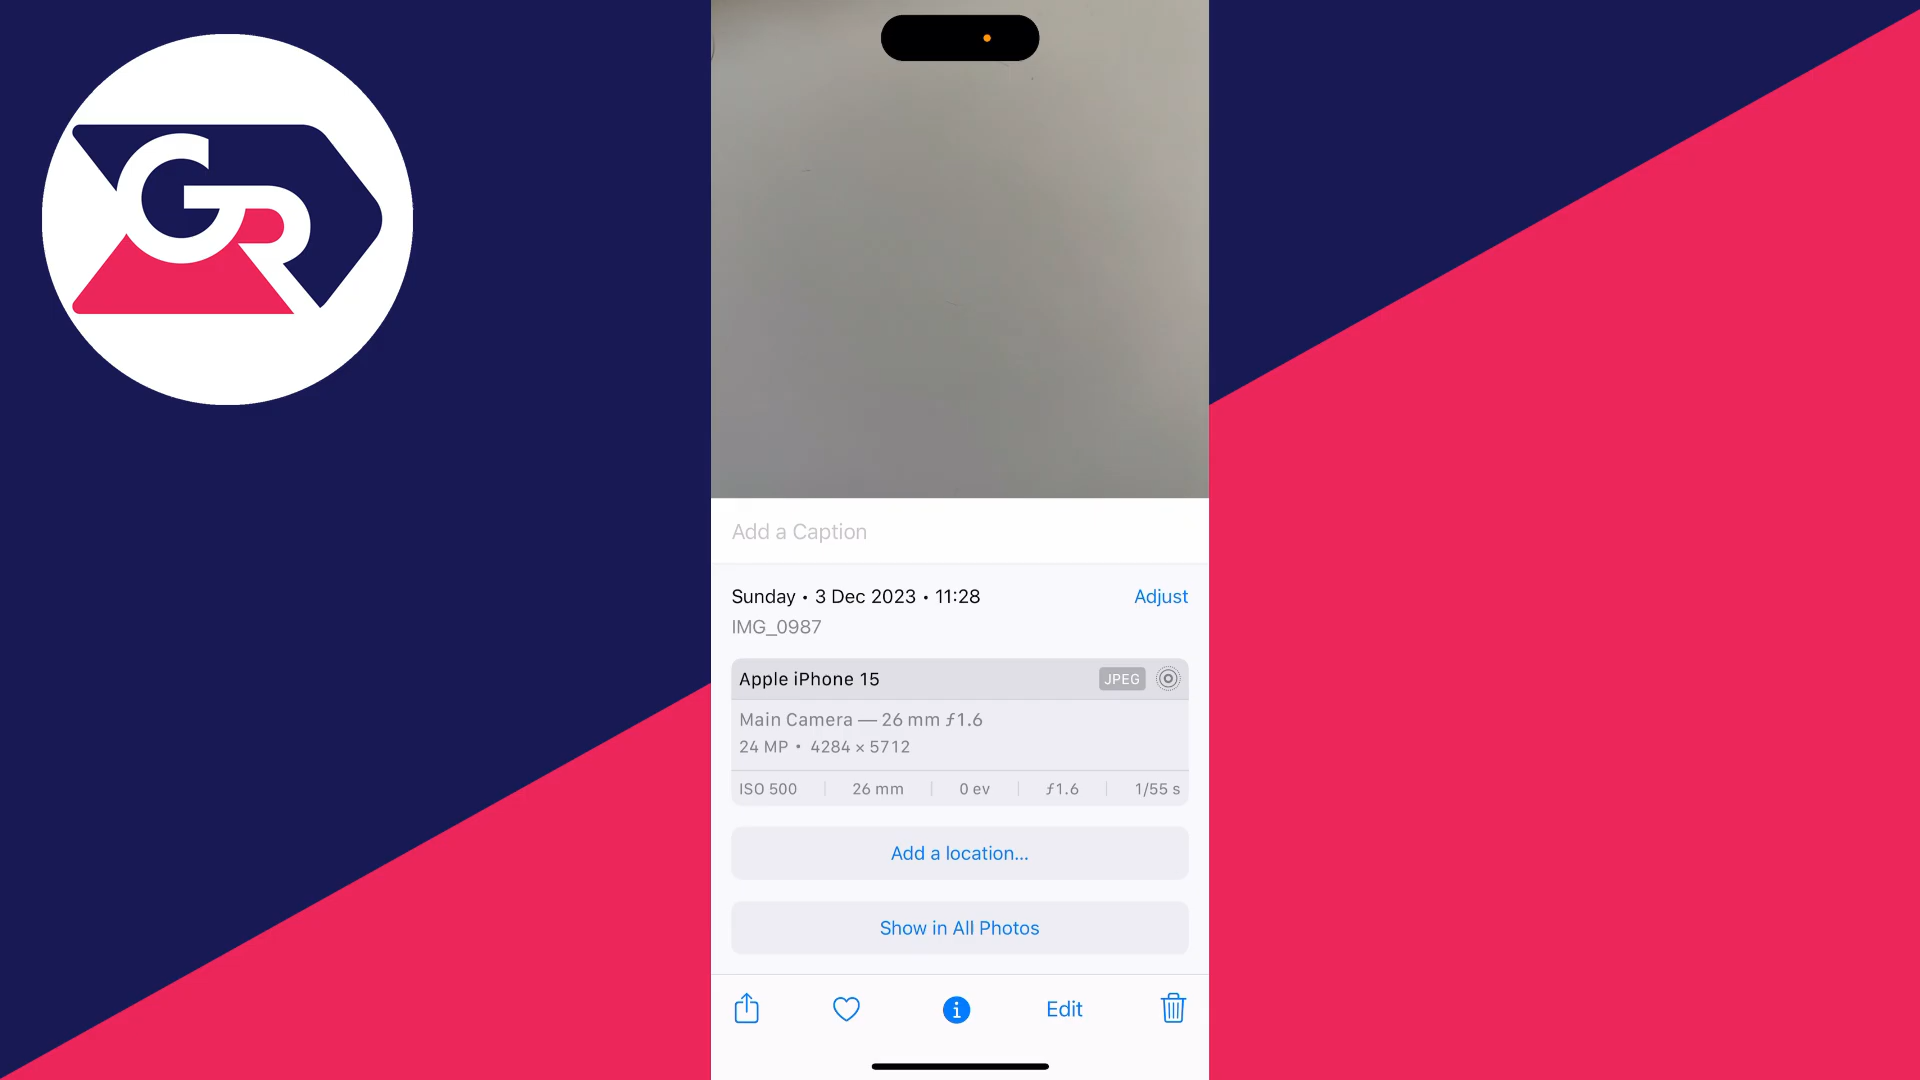 GR
Add a Caption
Sunday • 3 Dec 2023 • 11:28
Adjust
IMG_0987
Apple iPhone 15
JPEG
Main Camera — 26 mm ƒ1.6
24 MP • 4284 × 5712
ISO 500
26 mm
0 ev
ƒ1.6
1/55 s
Add a location...
Show in All Photos
i
Edit